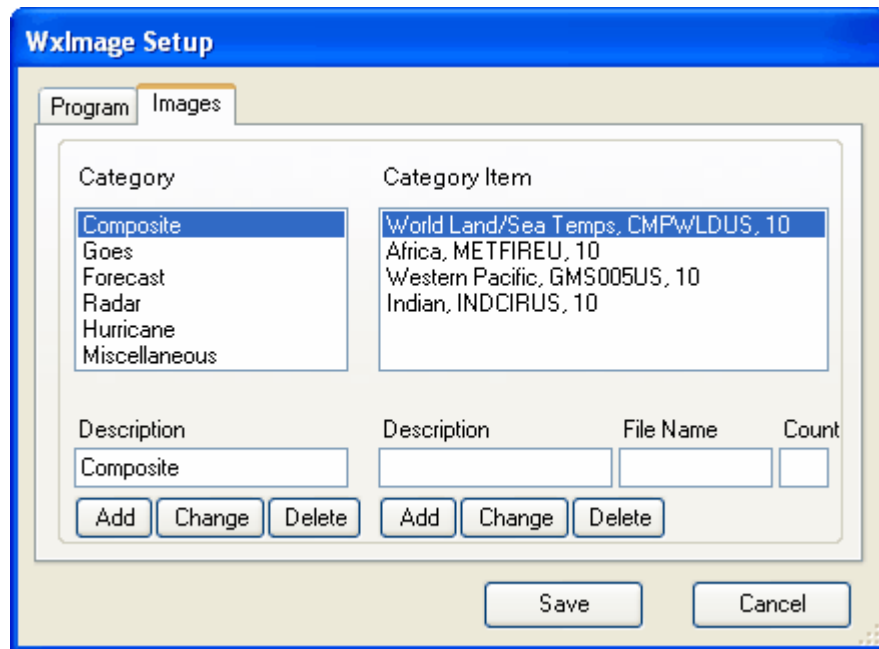 WxImage Setup
Program Images
Category
Category Item
Composite
Goes
Forecast
Radar
Hurricane
Miscellaneous
World Land/Sea Temps, CMPWLDUS, 10
Africa, METFIREU, 10
Western Pacific, GMS005US, 10
Indian, INDCIRUS, 10
Description
Composite
Add Change Delete
Description File Name Count
Add Change Delete
Save Cancel